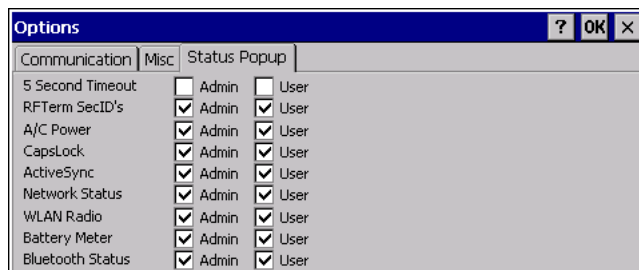 Options ? OK ×
Communication Misc Status Popup
5 Second Timeout Admin User
RFTerm SecID's Admin User
A/C Power Admin User
CapsLock Admin User
ActiveSync Admin User
Network Status Admin User
WLAN Radio Admin User
Battery Meter Admin User
Bluetooth Status Admin User